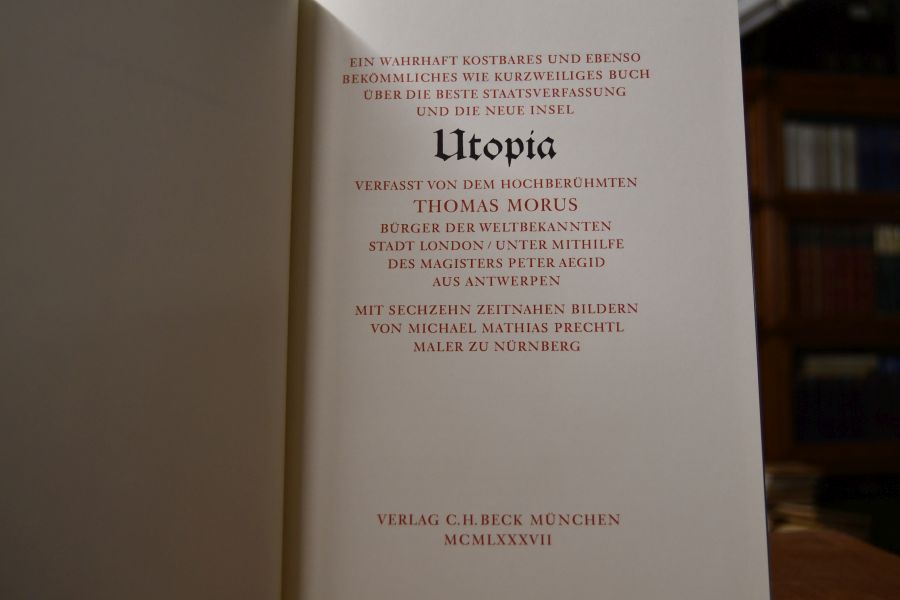 EIN WAHRHAFT KOSTBARES UND EBENSO
BEKÖMMLICHES WIE KURZWEILIGES BUCH
ÜBER DIE BESTE STAATSVERFASSUNG
UND DIE NEUE INSEL
Utopia
VERFASST VON DEM HOCHBERÜHMTEN
THOMAS MORUS
BÜRGER DER WELTBEKANNTEN
STADT LONDON / UNTER MITHILFE
DES MAGISTERS PETER AEGID
AUS ANTWERPEN
MIT SECHZEHN ZEITNAHEN BILDERN
VON MICHAEL MATHIAS PRECHTL
MALER ZU NÜRNBERG
VERLAG C.H.BECK MÜNCHEN
MCMLXXXVII